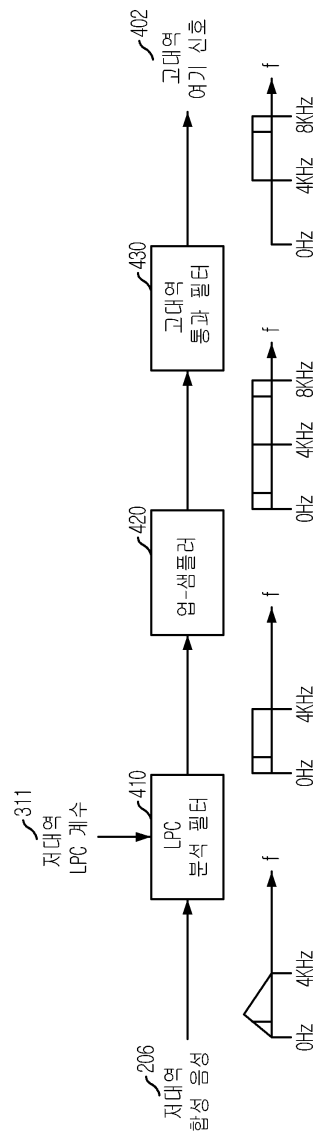 206
저대역
합성 음성
311
저대역
LPC 계수
410
LPC
분석 필터
420
업-샘플러
430
고대역
통과 필터
402
고대역
여기 신호
0Hz
4KHz
f
0Hz
4KHz
f
0Hz
4KHz
8KHz
f
0Hz
4KHz
8KHz
f